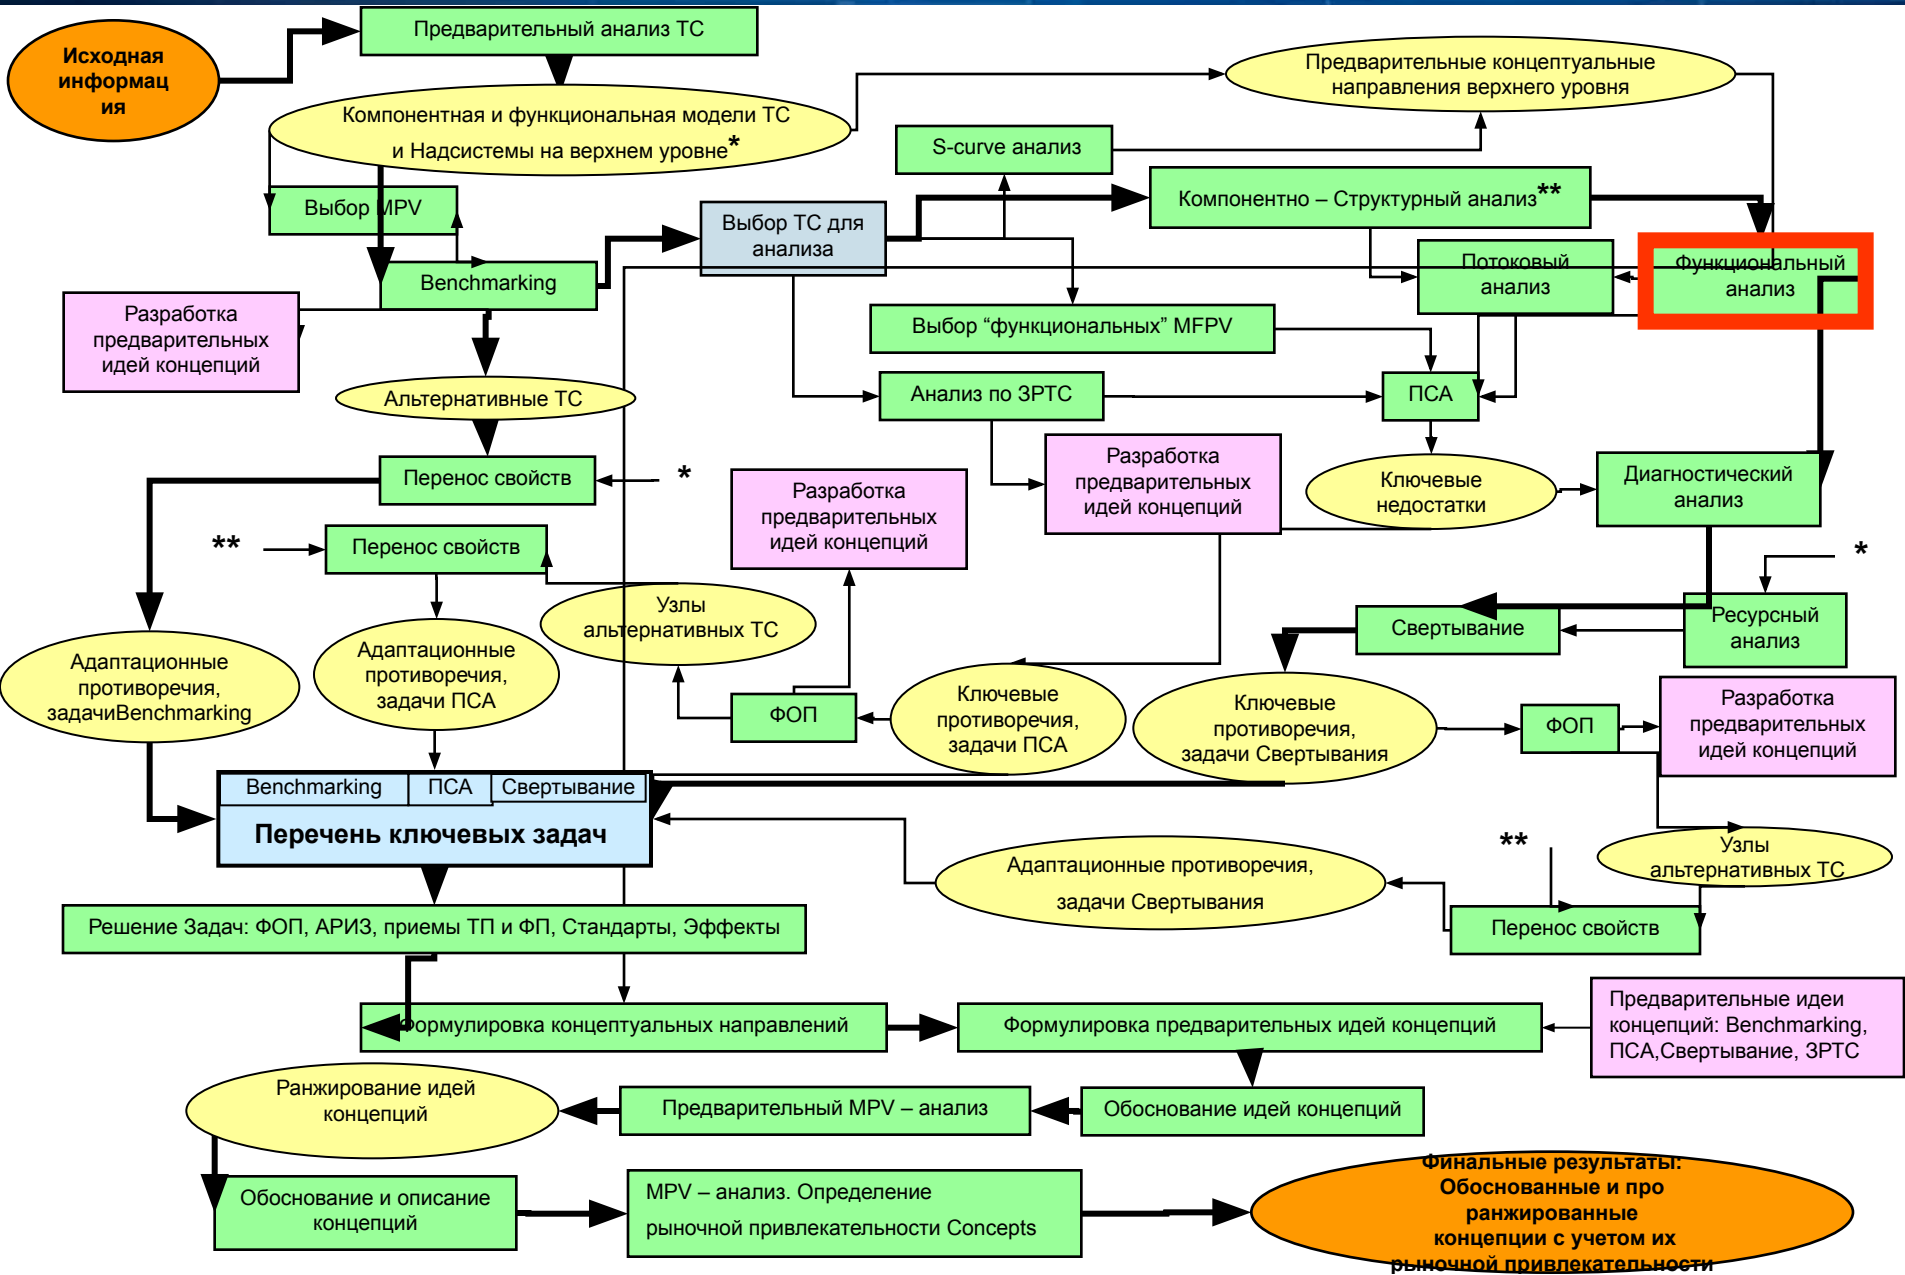 Исходная
информац
ия
Предварительный анализ ТС
Предварительные концептуальные
направления верхнего уровня
Компонентная и функциональная модели ТС
и Надсистемы на верхнем уровне*
S-curve анализ
Выбор MPV
Компонентно – Структурный анализ**
Выбор ТС для
анализа
Benchmarking
Потоковый
анализ
Функциональный
анализ
Разработка
предварительных
идей концепций
Выбор “функциональных” MFPV
Альтернативные ТС
Анализ по ЗРТС
ПСА
Перенос свойств
*
Разработка
предварительных
идей концепций
Разработка
предварительных
идей концепций
Ключевые
недостатки
Диагностический
анализ
**
Перенос свойств
*
Узлы
альтернативных ТС
Свертывание
Ресурсный
анализ
Адаптационные
противоречия,
задачиBenchmarking
Адаптационные
противоречия,
задачи ПСА
ФОП
Ключевые
противоречия,
задачи ПСА
Ключевые
противоречия,
задачи Свертывания
ФОП
Разработка
предварительных
идей концепций
Benchmarking
ПСА
Свертывание
Перечень ключевых задач
Адаптационные противоречия,
задачи Свертывания
**
Узлы
альтернативных ТС
Перенос свойств
Решение Задач: ФОП, АРИЗ, приемы ТП и ФП, Стандарты, Эффекты
Формулировка концептуальных направлений
Формулировка предварительных идей концепций
Предварительные идеи
концепций: Benchmarking,
ПСА,Свертывание, ЗРТС
Ранжирование идей
концепций
Предварительный MPV – анализ
Обоснование идей концепций
Обоснование и описание
концепций
MPV – анализ. Определение
рыночной привлекательности Concepts
Финальные результаты:
Обоснованные и про
ранжированные
концепции с учетом их
рыночной привлекательности